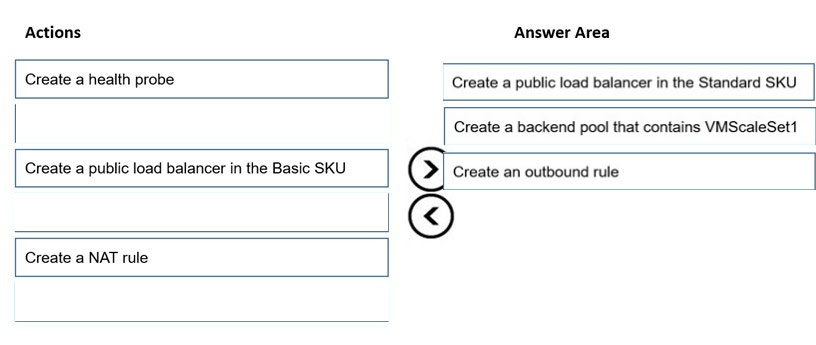 Actions
Answer Area
Create a health probe
Create a public load balancer in the Standard SKU
Create a backend pool that contains VMScaleSet1
Create a public load balancer in the Basic SKU
Create an outbound rule
Create a NAT rule